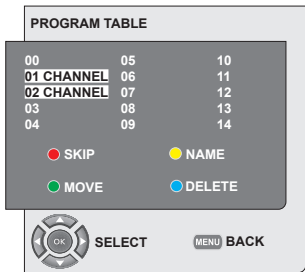 PROGRAM TABLE
00 05 10
01 CHANNEL 06 11
02 CHANNEL 07 12
03 08 13
04 09 14
SKIP NAME
MOVE DELETE
OK SELECT MENU BACK